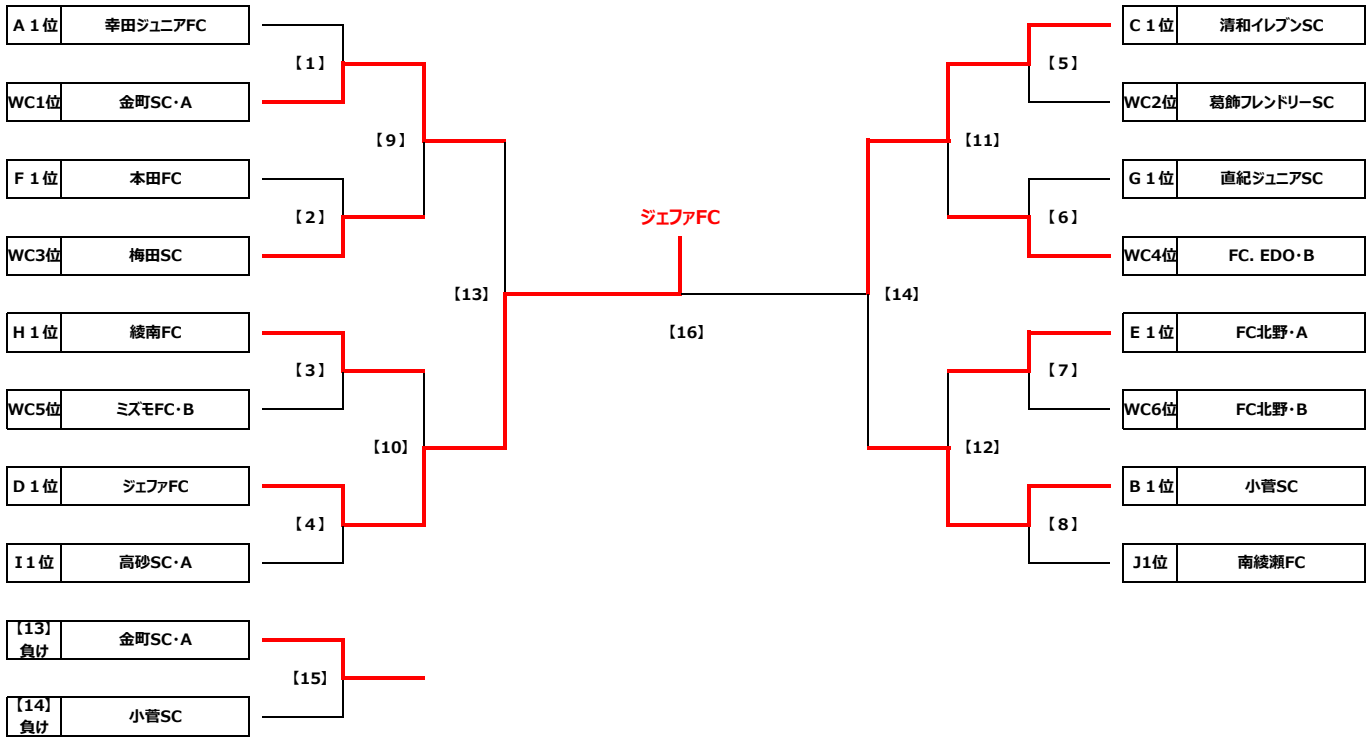 A 1位 幸田ジュニアFC
【1】
WC1位 金町SC・A
【9】
F 1位 本田FC
【2】
WC3位 梅田SC
【13】
H 1位 綾南FC
【3】
WC5位 ミズモFC・B
【10】
D 1位 ジェファFC
【4】
I1位 高砂SC・A
【13】
負け
金町SC・A
【15】
【14】
負け
小菅SC
ジェファFC
【16】
C 1位 清和イレブンSC
【5】
WC2位 葛飾フレンドリーSC
【11】
G 1位 直紀ジュニアSC
【6】
WC4位 FC. EDO・B
【14】
E 1位 FC北野・A
【7】
WC6位 FC北野・B
【12】
B 1位 小菅SC
【8】
J1位 南綾瀬FC